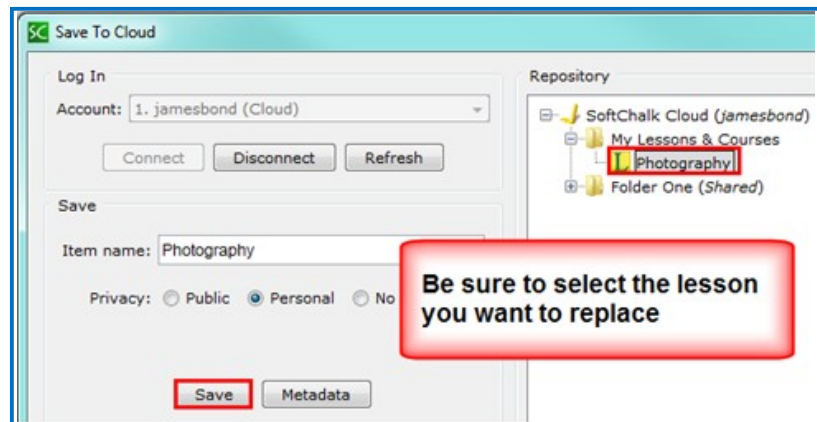 SC Save To Cloud
Log In
Account: 1. jamesbond (Cloud)
Connect Disconnect Refresh
Save
Item name: Photography
Privacy: Public Personal No
Save Metadata
Repository
SoftChalk Cloud (jamesbond)
My Lessons & Courses
L Photography
Folder One (Shared)
Be sure to select the lesson
you want to replace